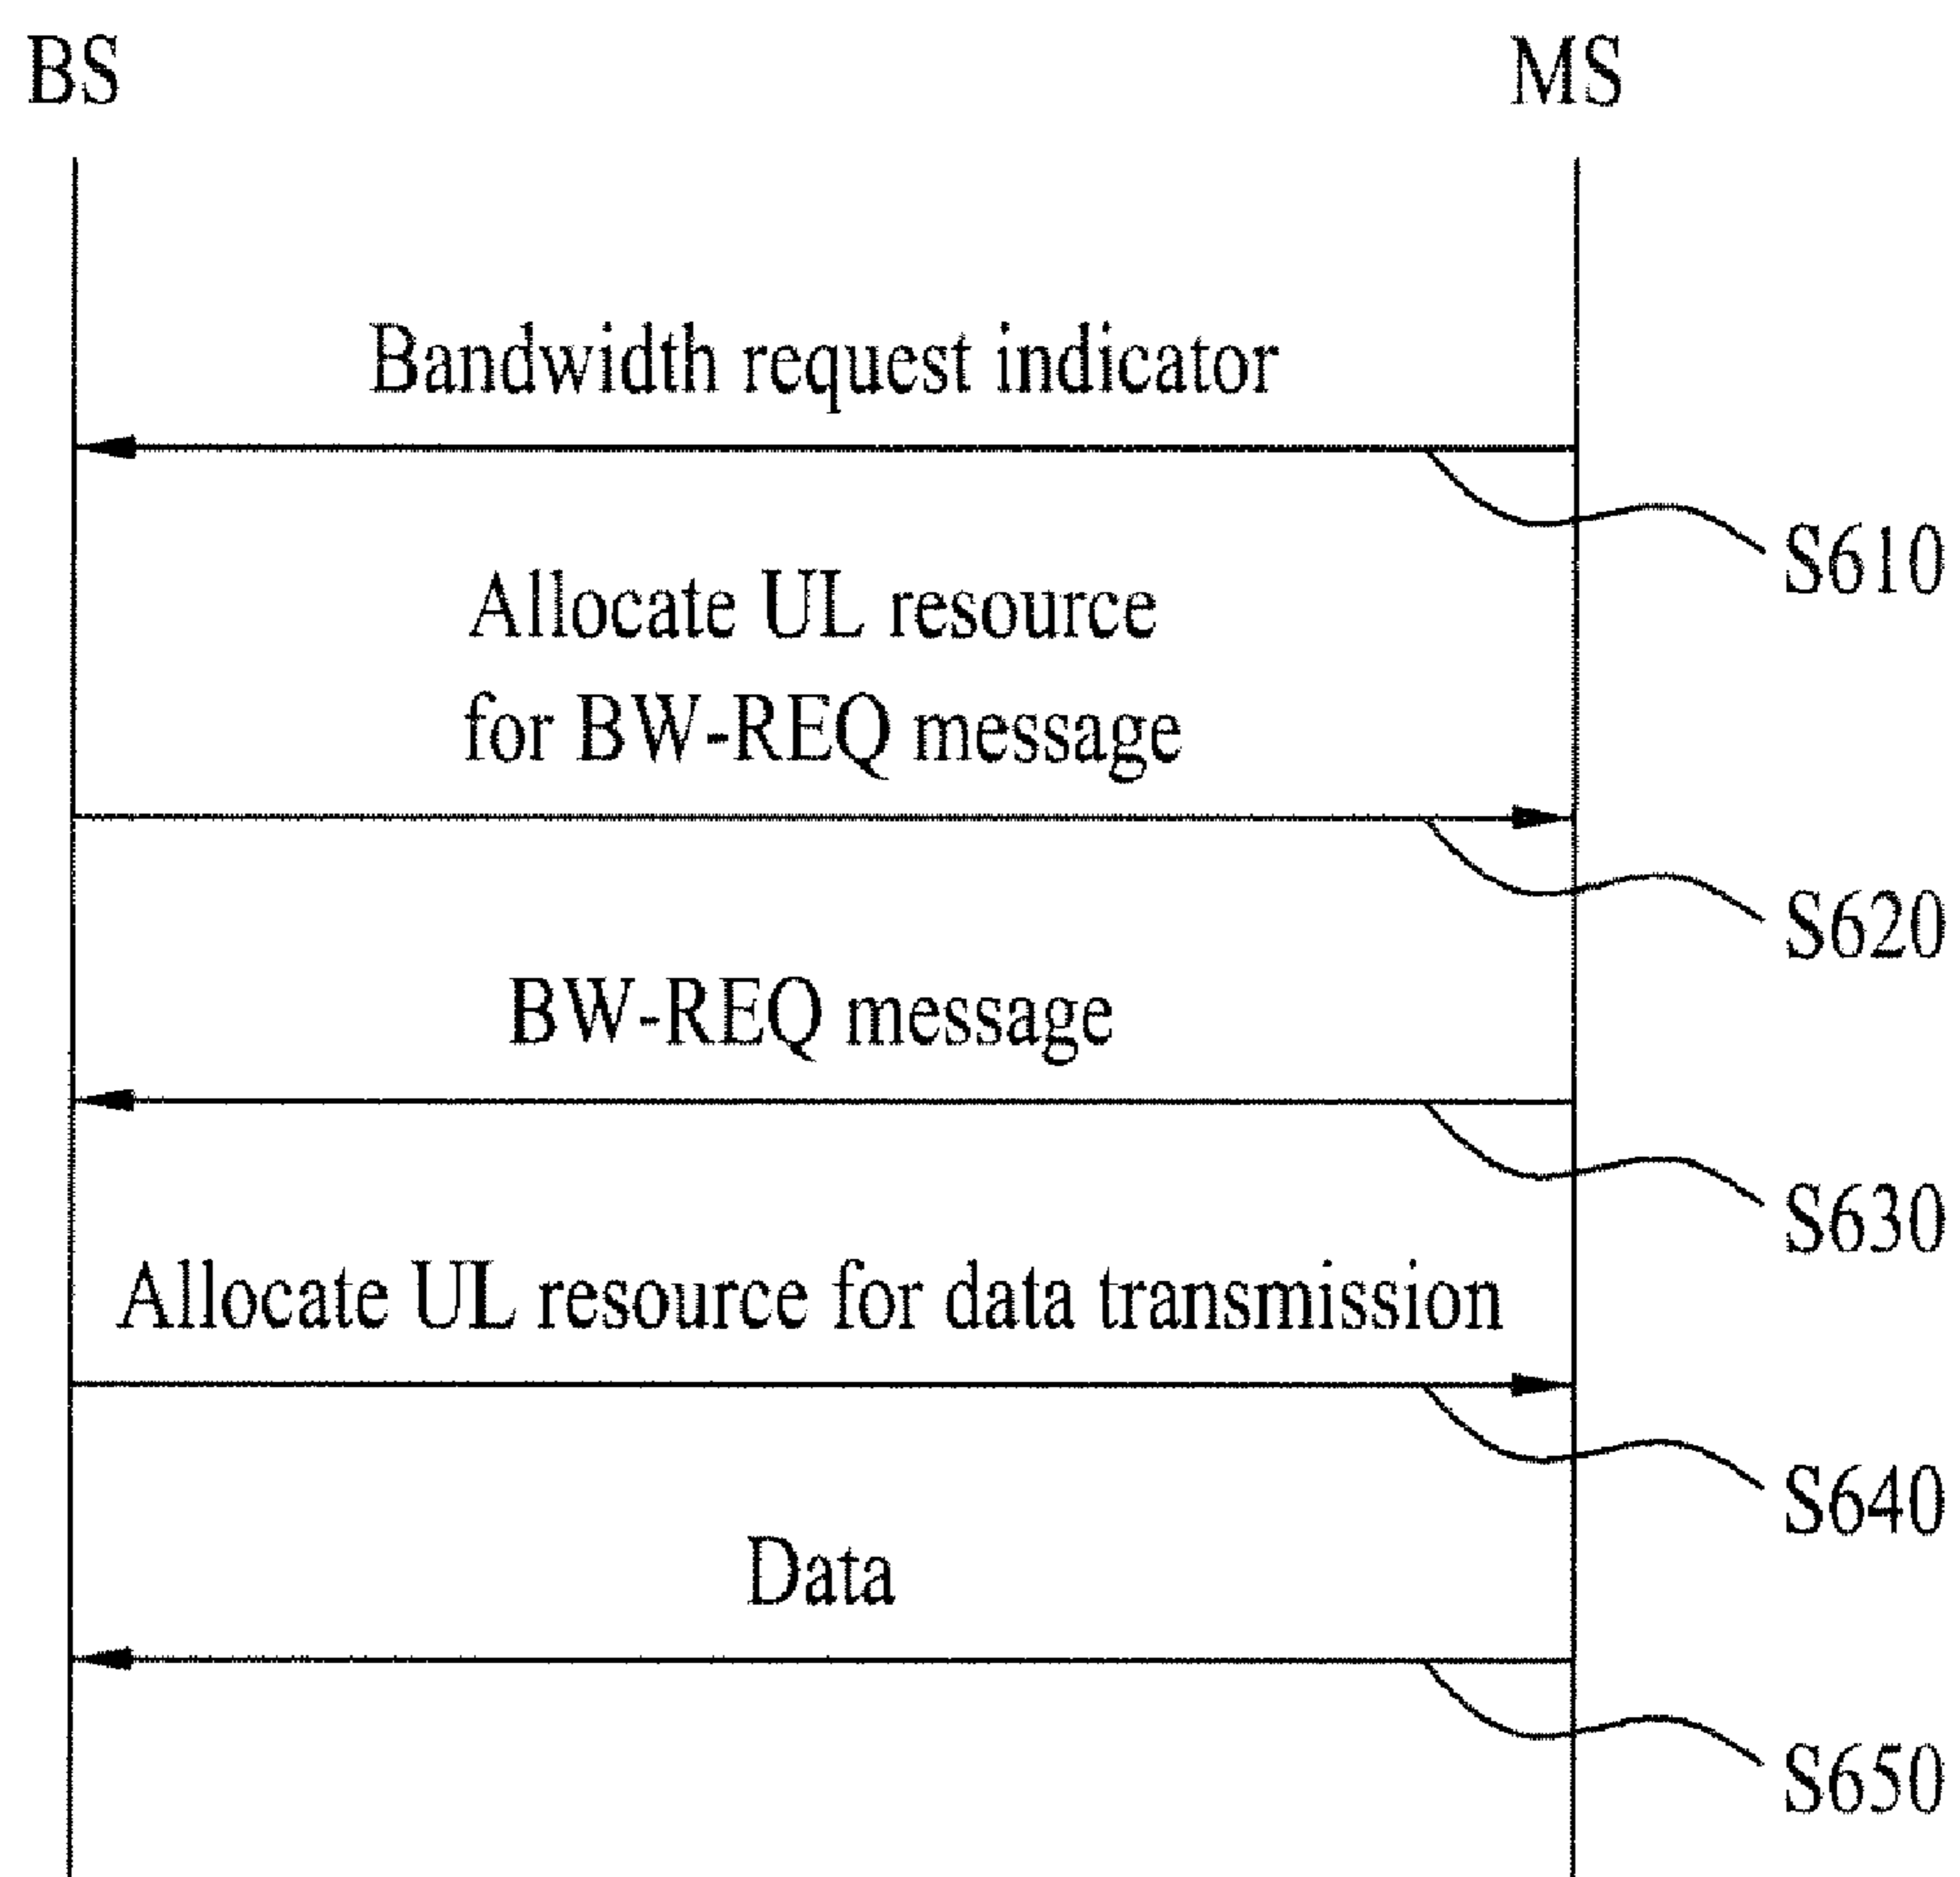 BS
MS
Bandwidth request indicator
S610
Allocate UL resource
for BW-REQ message
S620
BW-REQ message
S630
Allocate UL resource for data transmission
S640
Data
S650